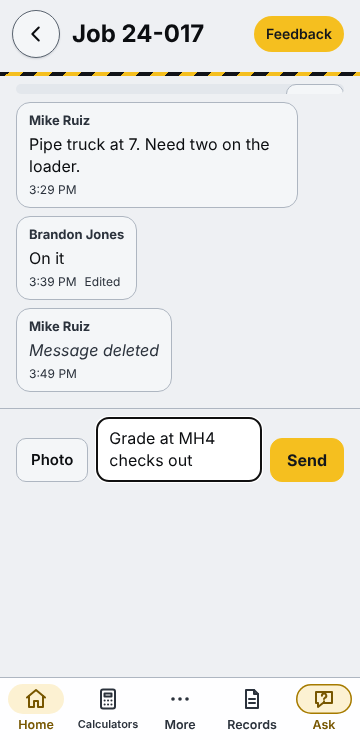 Job 24-017
Feedback
Mike Ruiz
Pipe truck at 7. Need two on the
loader.
3:29 PM
Brandon Jones
On it
3:39 PM Edited
Mike Ruiz
Message deleted
3:49 PM
Photo
Grade at MH4
checks out
Send
Home
Calculators
More
Records
Ask